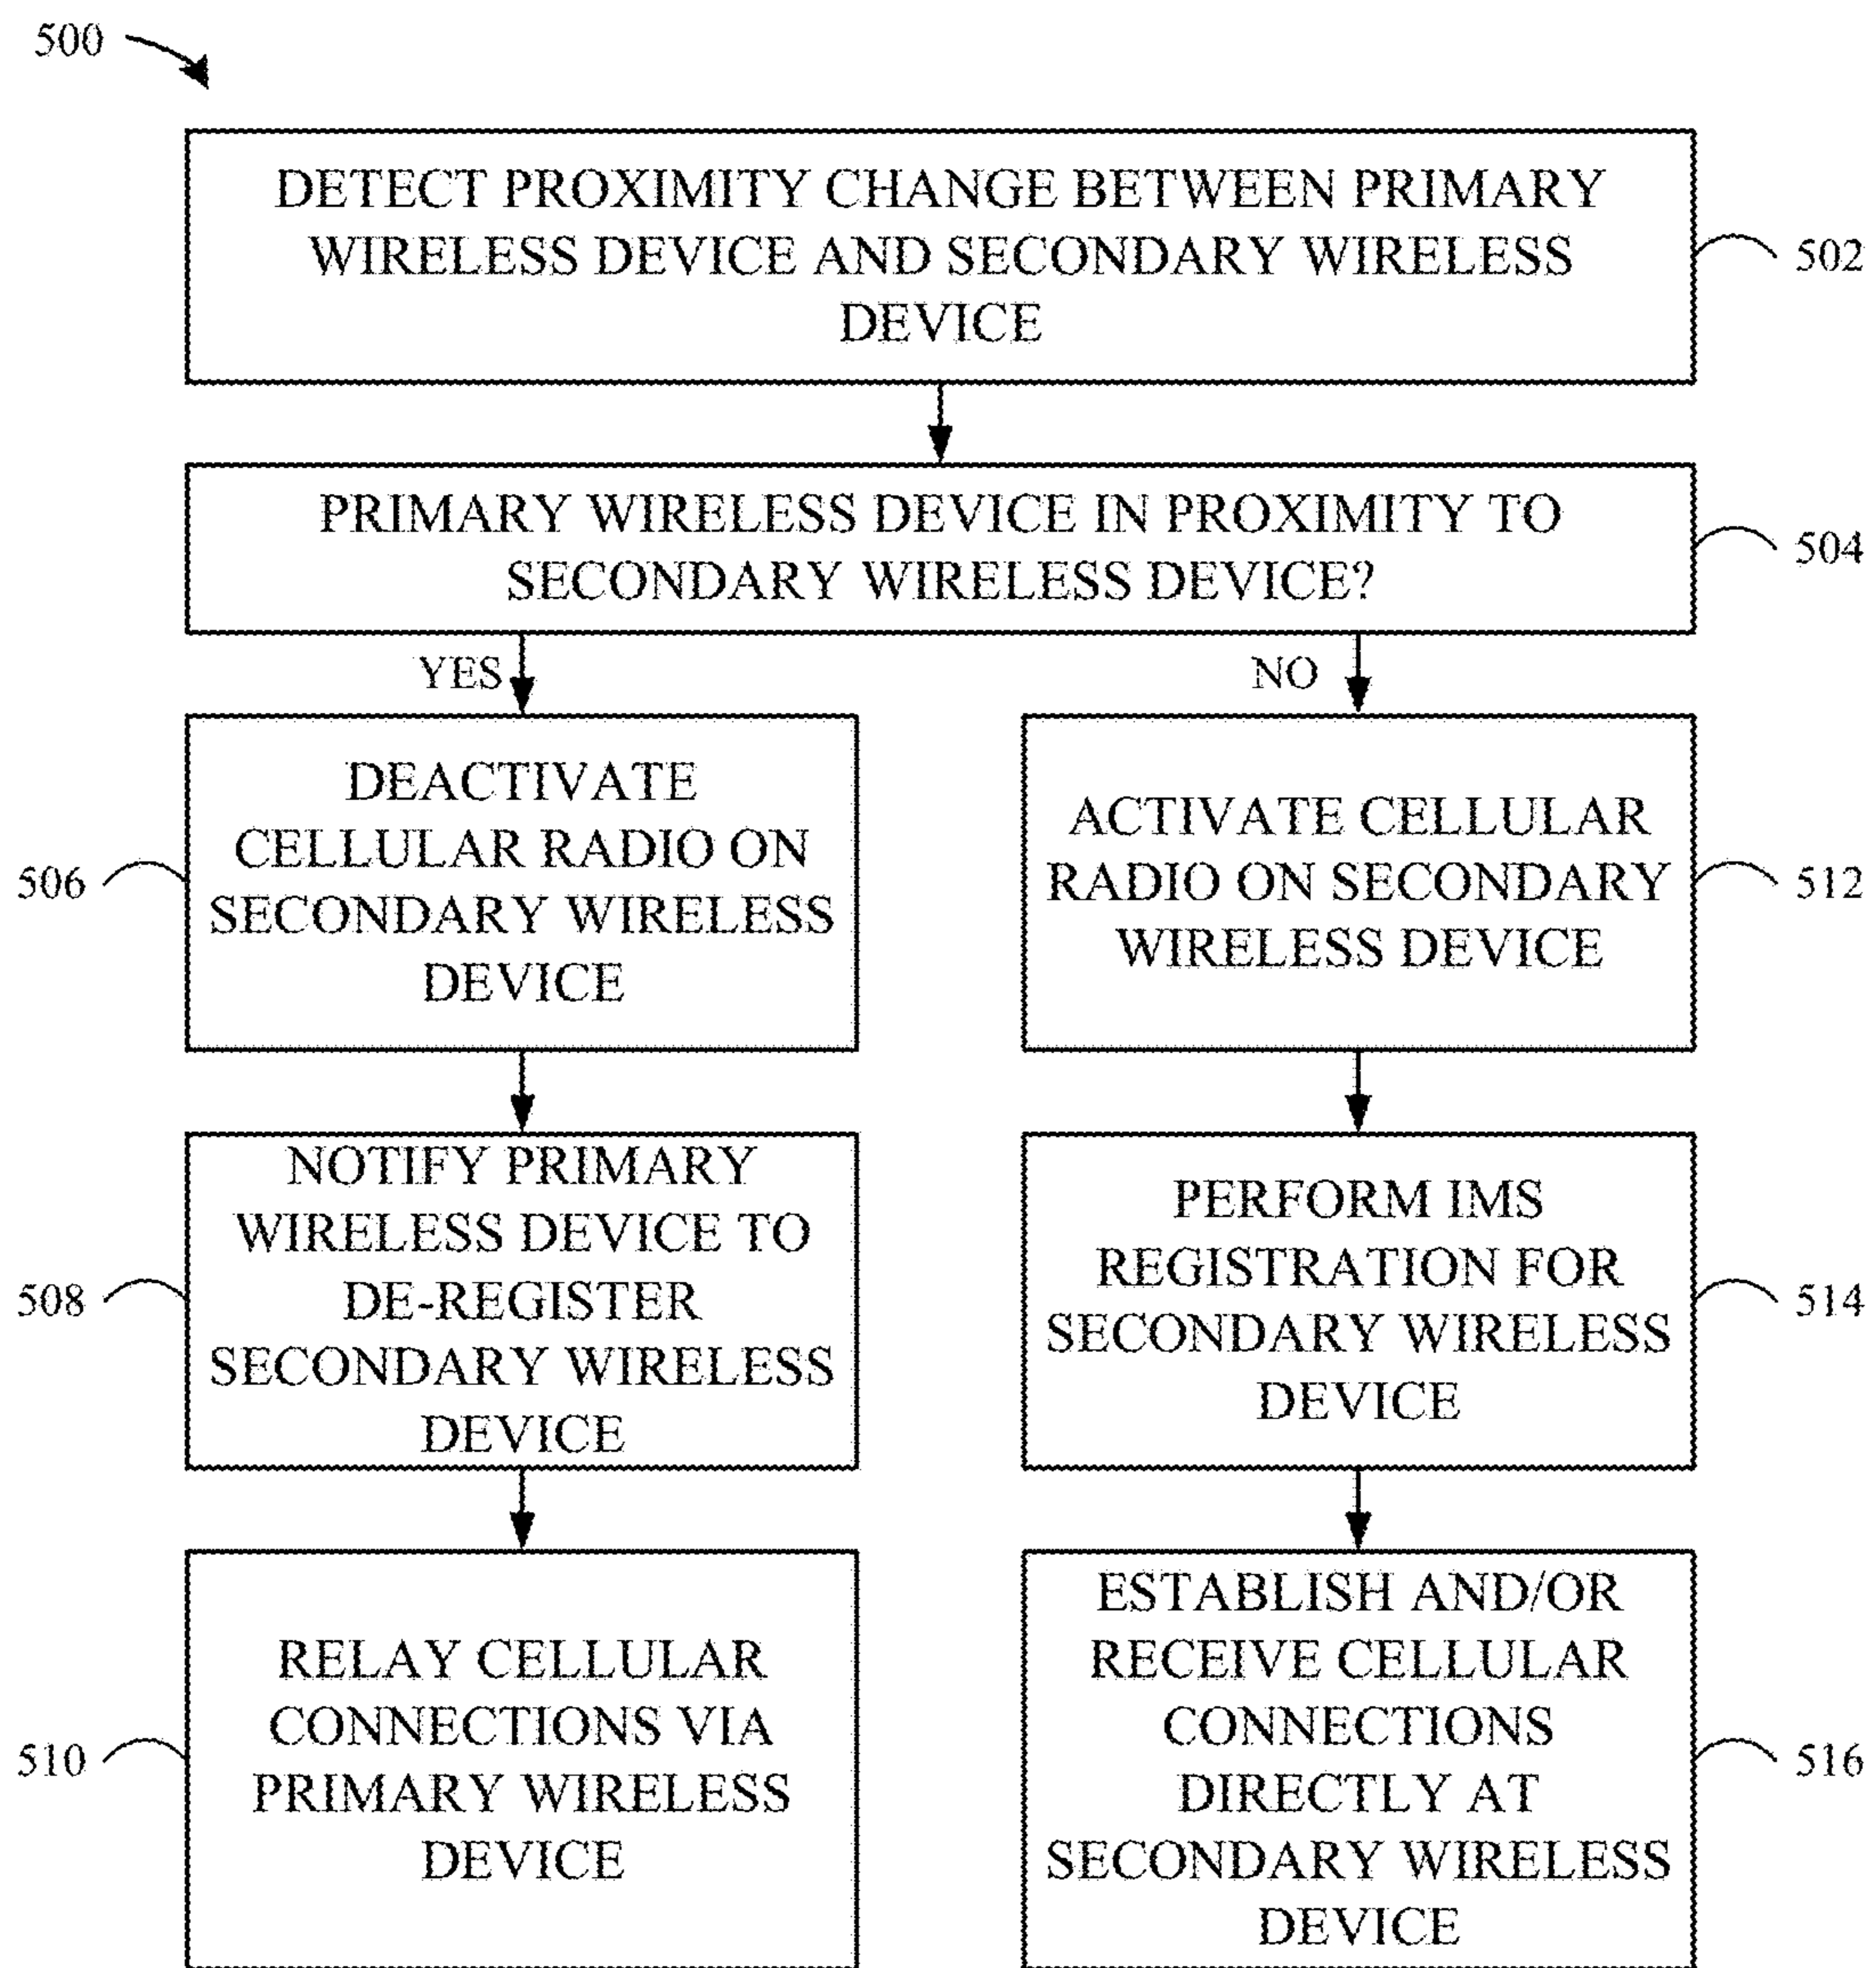 500
DETECT PROXIMITY CHANGE BETWEEN PRIMARY
WIRELESS DEVICE AND SECONDARY WIRELESS
DEVICE
502
PRIMARY WIRELESS DEVICE IN PROXIMITY TO
SECONDARY WIRELESS DEVICE?
504
YES
NO
DEACTIVATE
CELLULAR RADIO ON
SECONDARY WIRELESS
DEVICE
506
ACTIVATE CELLULAR
RADIO ON SECONDARY
WIRELESS DEVICE
512
NOTIFY PRIMARY
WIRELESS DEVICE TO
DE-REGISTER
SECONDARY WIRELESS
DEVICE
508
PERFORM IMS
REGISTRATION FOR
SECONDARY WIRELESS
DEVICE
514
RELAY CELLULAR
CONNECTIONS VIA
PRIMARY WIRELESS
DEVICE
510
ESTABLISH AND/OR
RECEIVE CELLULAR
CONNECTIONS
DIRECTLY AT
SECONDARY WIRELESS
DEVICE
516